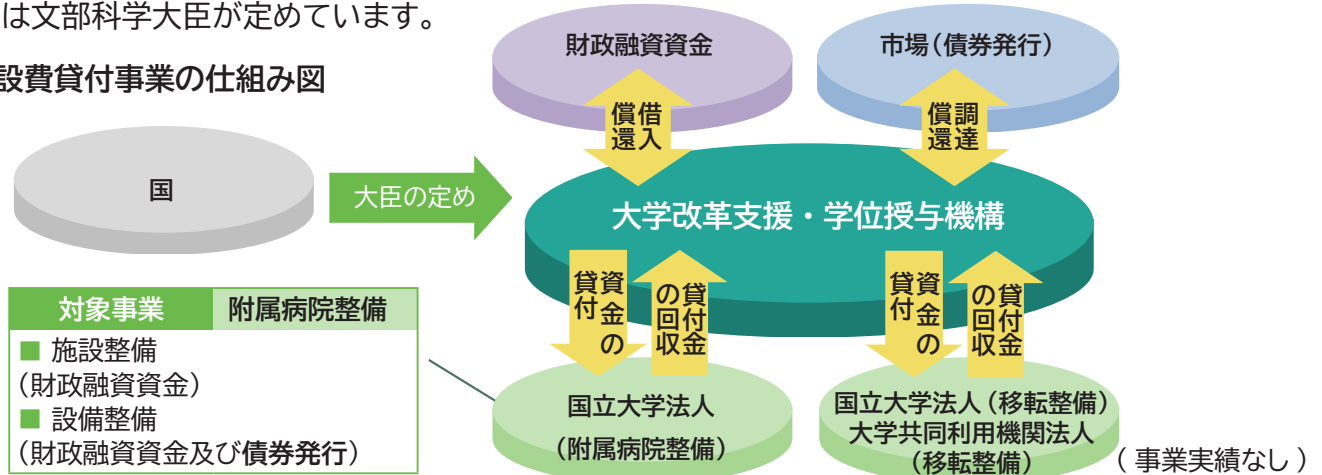 は文部科学大臣が定めています。
設費貸付事業の仕組み図
財政融資資金
市場（債券発行）
借入
償還
調達
償還
国
大臣の定め
大学改革支援・学位授与機構
資金の
貸付
貸付金
の回収
資金の
貸付
貸付金
の回収
対象事業 附属病院整備
■ 施設整備
（財政融資資金）
■ 設備整備
（財政融資資金及び債券発行）
国立大学法人
（附属病院整備）
国立大学法人（移転整備）
大学共同利用機関法人
（移転整備）
（ 事業実績なし ）